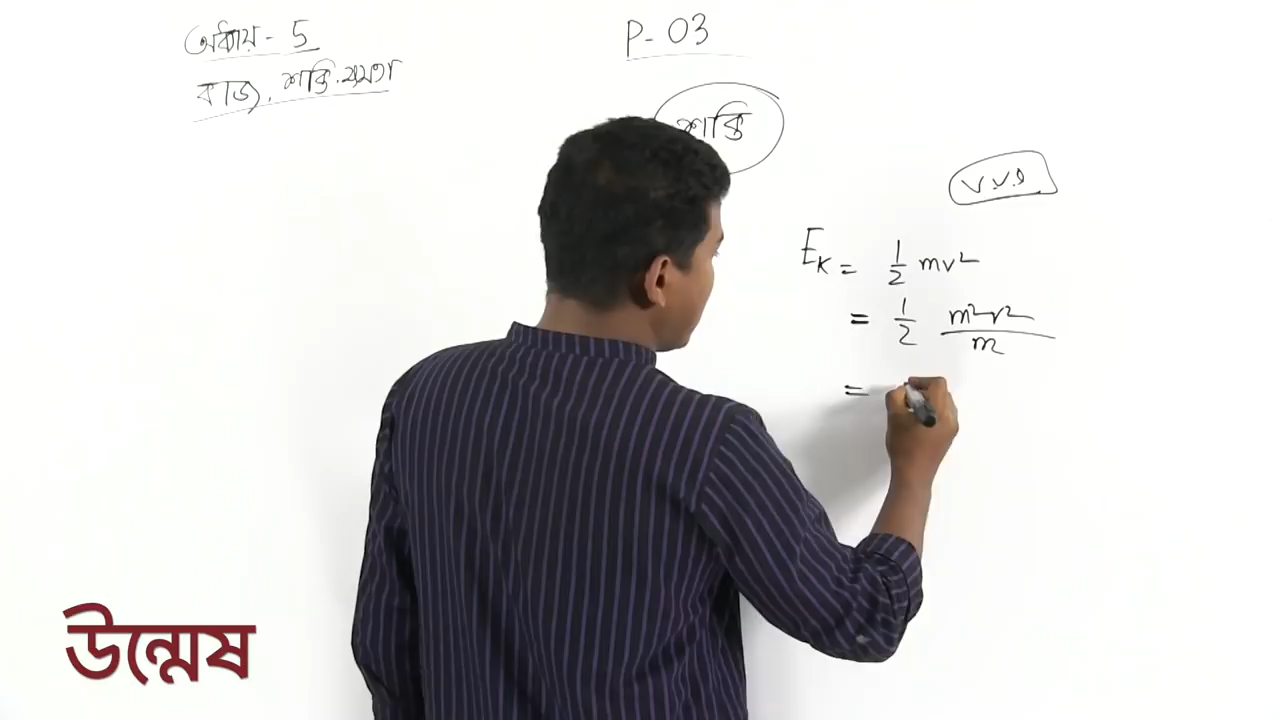 অধ্যায় - 5
কাজ, শক্তি, ক্ষমতা
P - 03
শক্তি
V.V.I
E_K = 1/2 mv²
= 1/2 m²v²/m
=
উন্মেষ